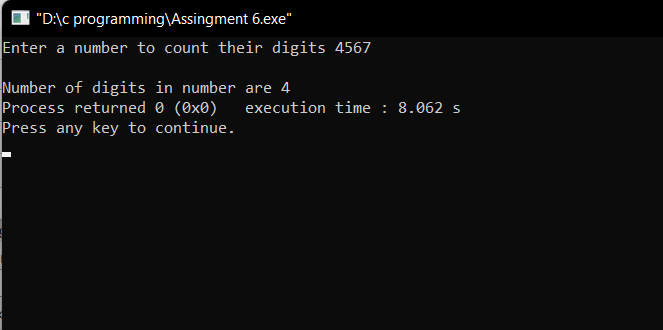 "D:\c programming\Assingment 6.exe"
Enter a number to count their digits 4567
Number of digits in number are 4
Process returned 0 (0x0)   execution time : 8.062 s
Press any key to continue.